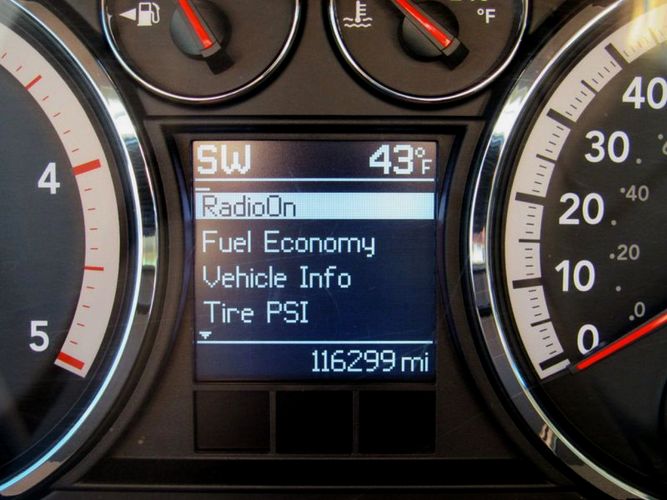 °F
SW 43°F
RadioOn
Fuel Economy
Vehicle Info
Tire PSI
116299 mi
4
5
40
30
20
10
0
40
20
0